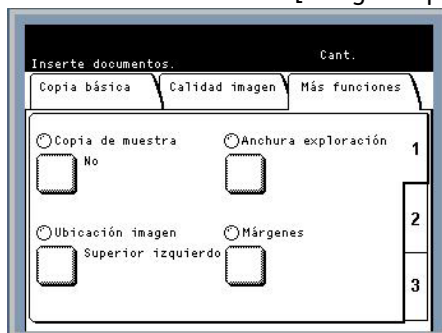 Inserte documentos.
Cant.
Copia básica
Calidad imagen
Más funciones
Copia de muestra
No
Anchura exploración
1
2
Ubicación imagen
Superior izquierdo
Márgenes
3